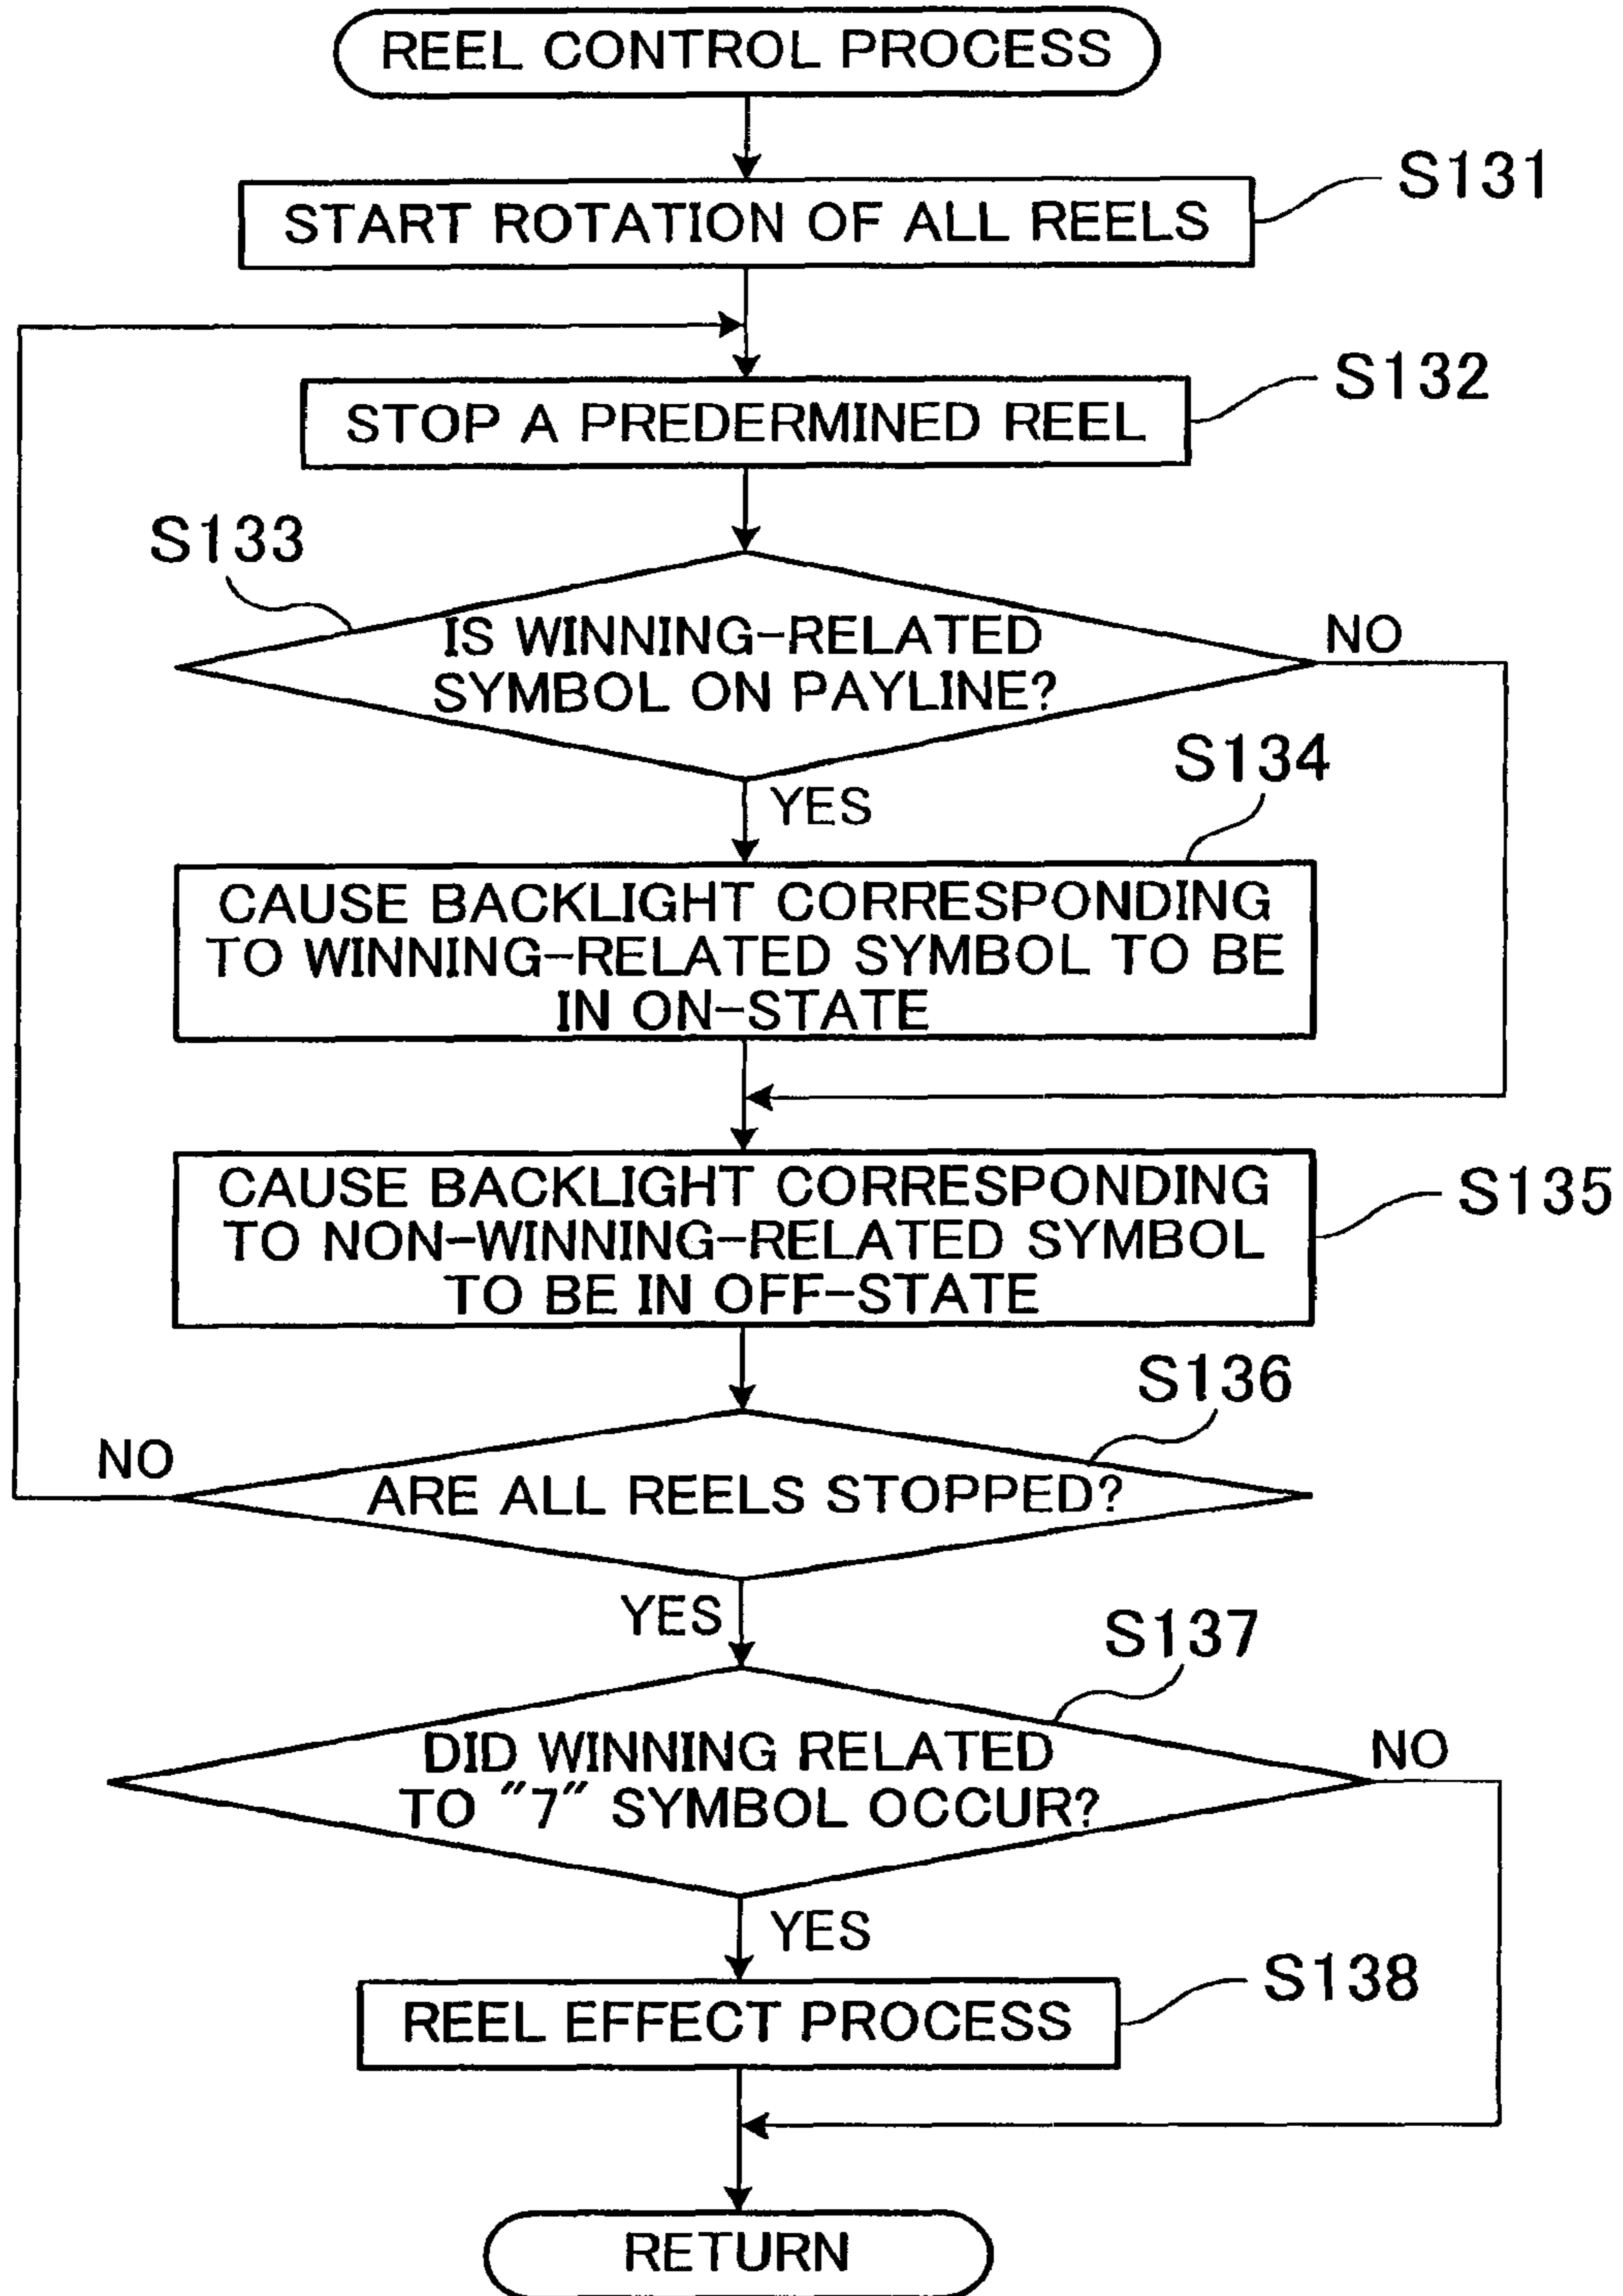 REEL CONTROL PROCESS
S131
START ROTATION OF ALL REELS
S132
STOP A PREDERMINED REEL
S133
IS WINNING-RELATED
SYMBOL ON PAYLINE?
NO
YES
S134
CAUSE BACKLIGHT CORRESPONDING
TO WINNING-RELATED SYMBOL TO BE
IN ON-STATE
S135
CAUSE BACKLIGHT CORRESPONDING
TO NON-WINNING-RELATED SYMBOL
TO BE IN OFF-STATE
S136
NO
ARE ALL REELS STOPPED?
YES
S137
DID WINNING RELATED
TO "7" SYMBOL OCCUR?
NO
YES
S138
REEL EFFECT PROCESS
RETURN